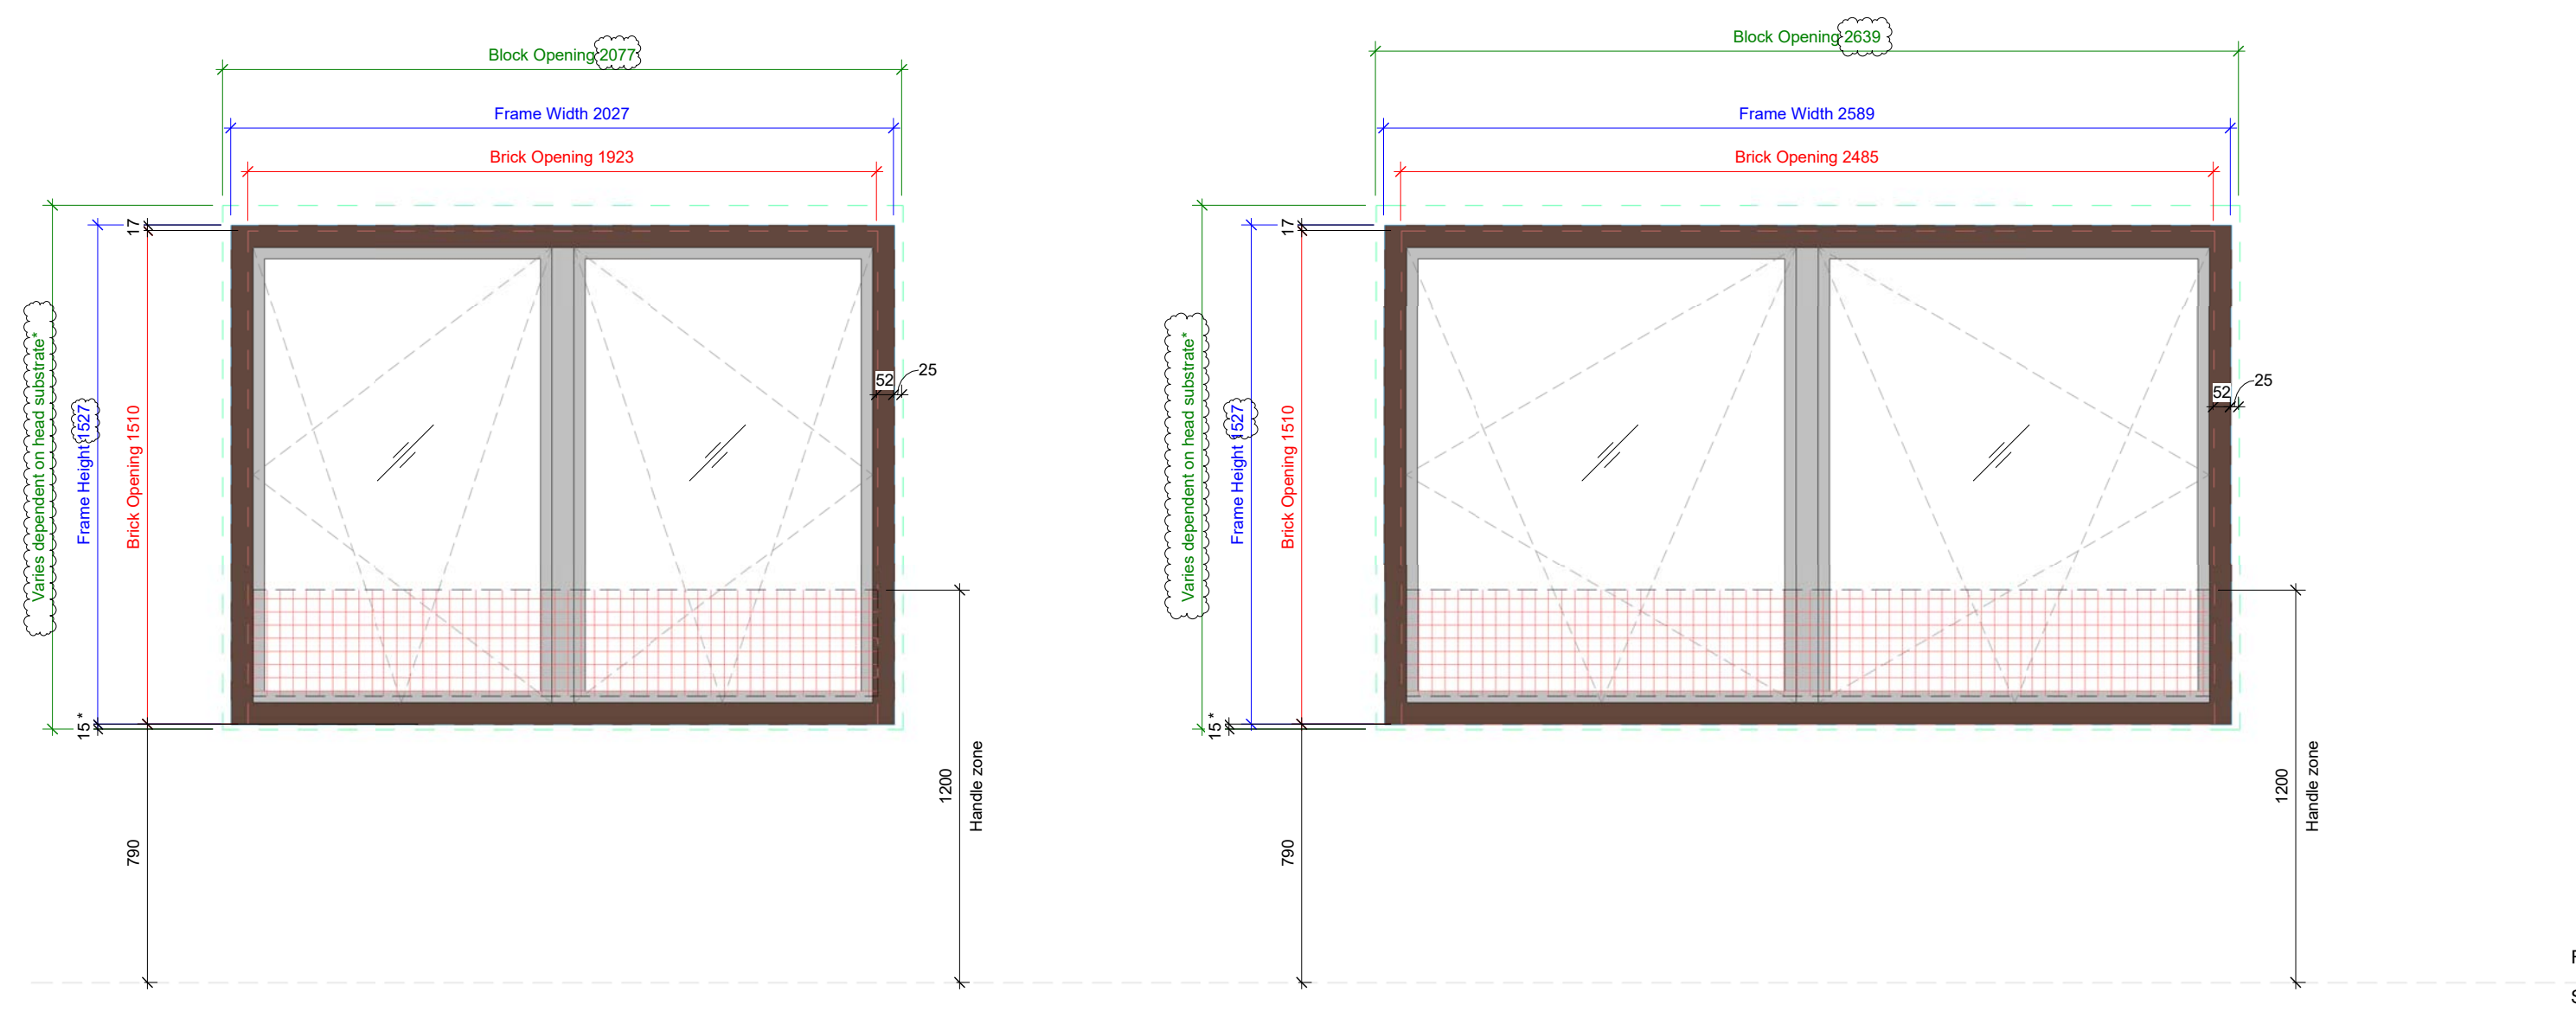 Block Opening 2077
Frame Width 2027
Brick Opening 1923
17
Varies dependent on head substrate*
Frame Height 1527
Brick Opening 1510
52
25
15*
790
1200
Handle zone
Block Opening 2639
Frame Width 2589
Brick Opening 2485
17
Varies dependent on head substrate*
Frame Height 1527
Brick Opening 1510
52
25
15*
790
1200
Handle zone